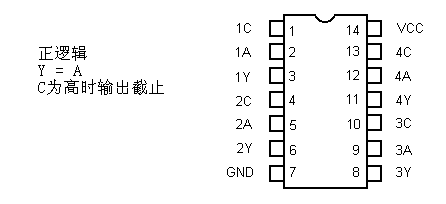 正逻辑
Y = A
C为高时输出截止
1C 1 14 VCC
1A 2 13 4C
1Y 3 12 4A
2C 4 11 4Y
2A 5 10 3C
2Y 6 9 3A
GND 7 8 3Y